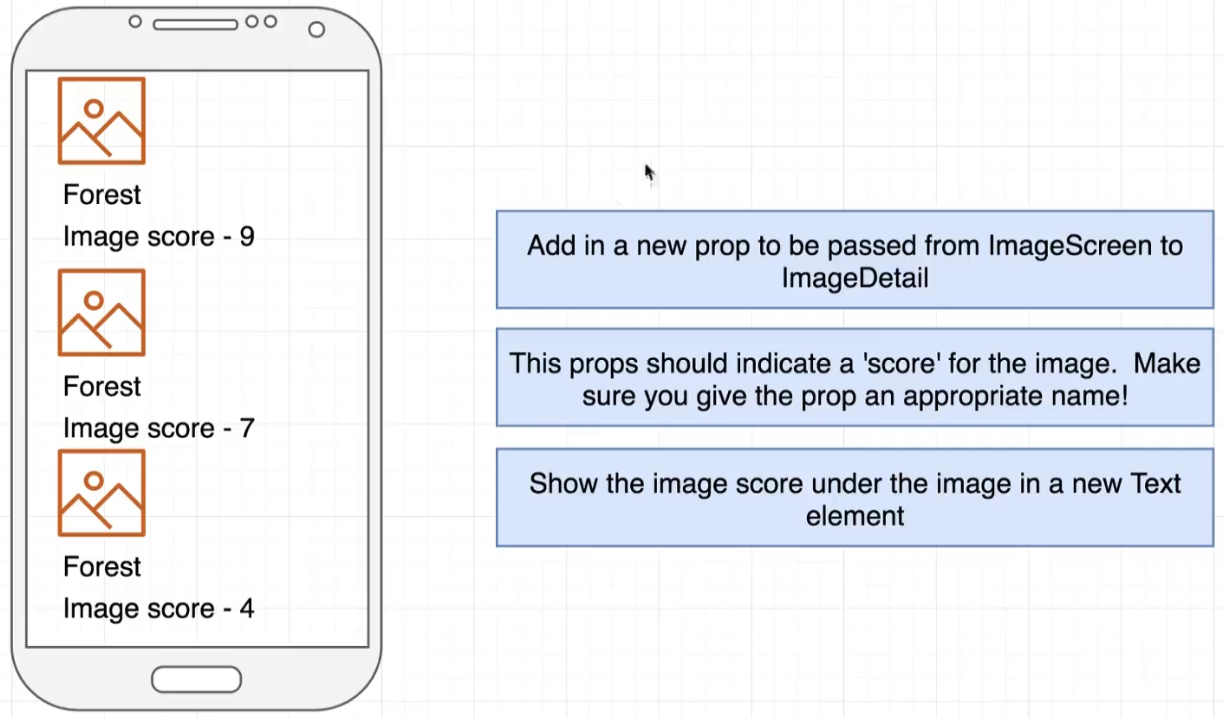 Forest
Image score - 9
Forest
Image score - 7
Forest
Image score - 4
Add in a new prop to be passed from ImageScreen to
ImageDetail
This props should indicate a 'score' for the image.  Make
sure you give the prop an appropriate name!
Show the image score under the image in a new Text
element